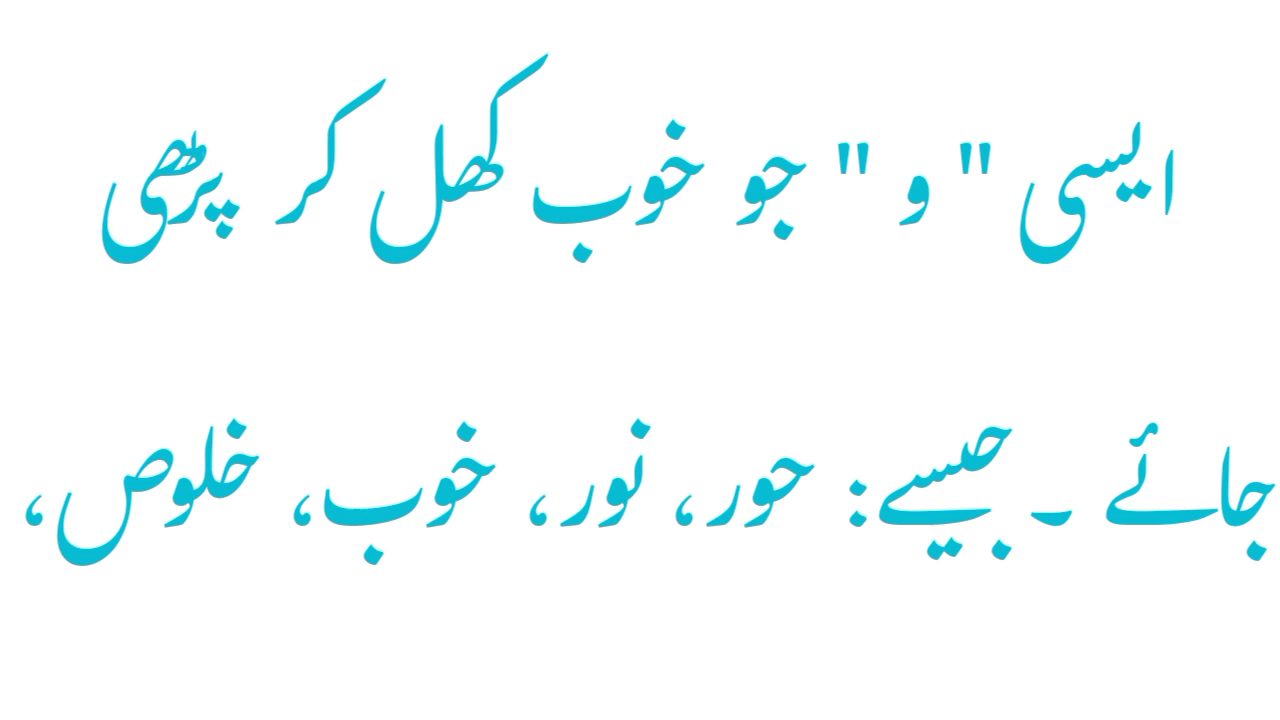 ایسی " و " جو خوب کھل کر پڑھی
جائے ۔ جیسے: حور، نور، خوب، خلوص،